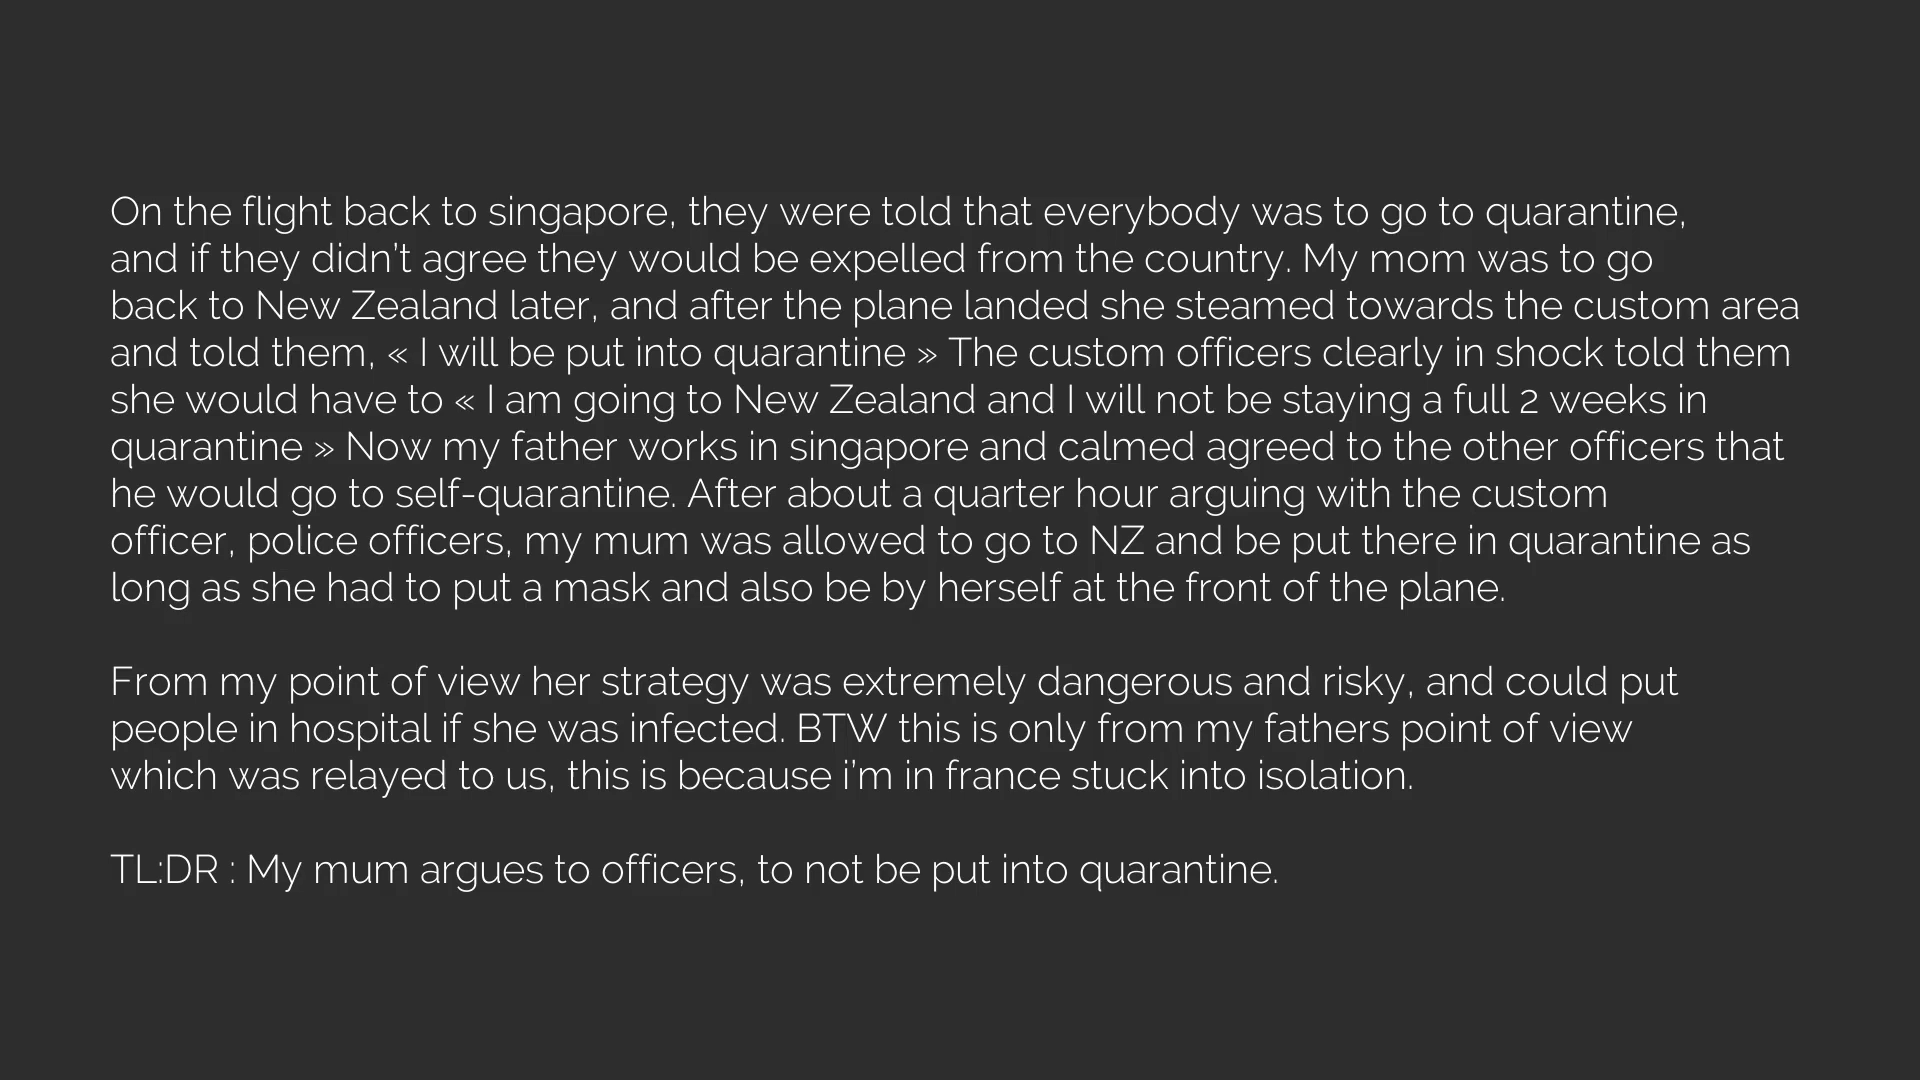 On the flight back to singapore, they were told that everybody was to go to quarantine,
and if they didn't agree they would be expelled from the country. My mom was to go
back to New Zealand later, and after the plane landed she steamed towards the custom area
and told them, « I will be put into quarantine » The custom officers clearly in shock told them
she would have to « I am going to New Zealand and I will not be staying a full 2 weeks in
quarantine » Now my father works in singapore and calmed agreed to the other officers that
he would go to self-quarantine. After about a quarter hour arguing with the custom
officer, police officers, my mum was allowed to go to NZ and be put there in quarantine as
long as she had to put a mask and also be by herself at the front of the plane.

From my point of view her strategy was extremely dangerous and risky, and could put
people in hospital if she was infected. BTW this is only from my fathers point of view
which was relayed to us, this is because i'm in france stuck into isolation.

TL:DR : My mum argues to officers, to not be put into quarantine.